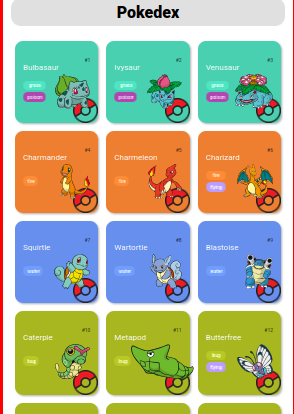 Pokedex
#1
Bulbasaur
grass
poison
#2
Ivysaur
grass
poison
#3
Venusaur
grass
poison
#4
Charmander
fire
#5
Charmeleon
fire
#6
Charizard
fire
flying
#7
Squirtle
water
#8
Wartortle
water
#9
Blastoise
water
#10
Caterpie
bug
#11
Metapod
bug
#12
Butterfree
bug
flying